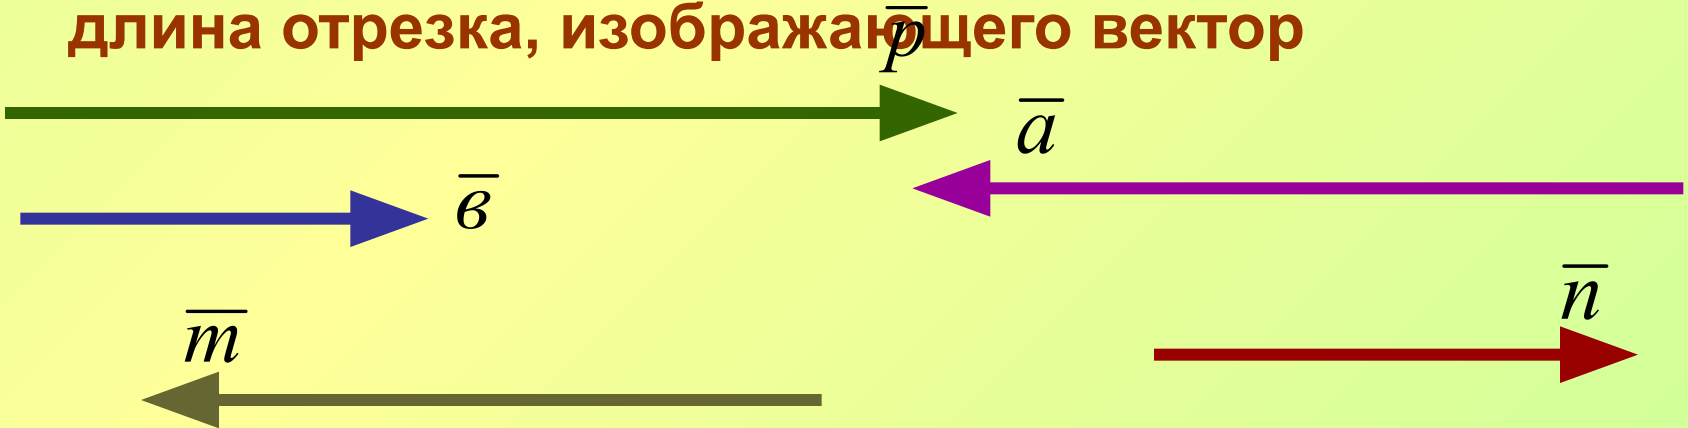 длина отрезка, изображающего вектор
p̅
a̅
в̅
n̅
m̅